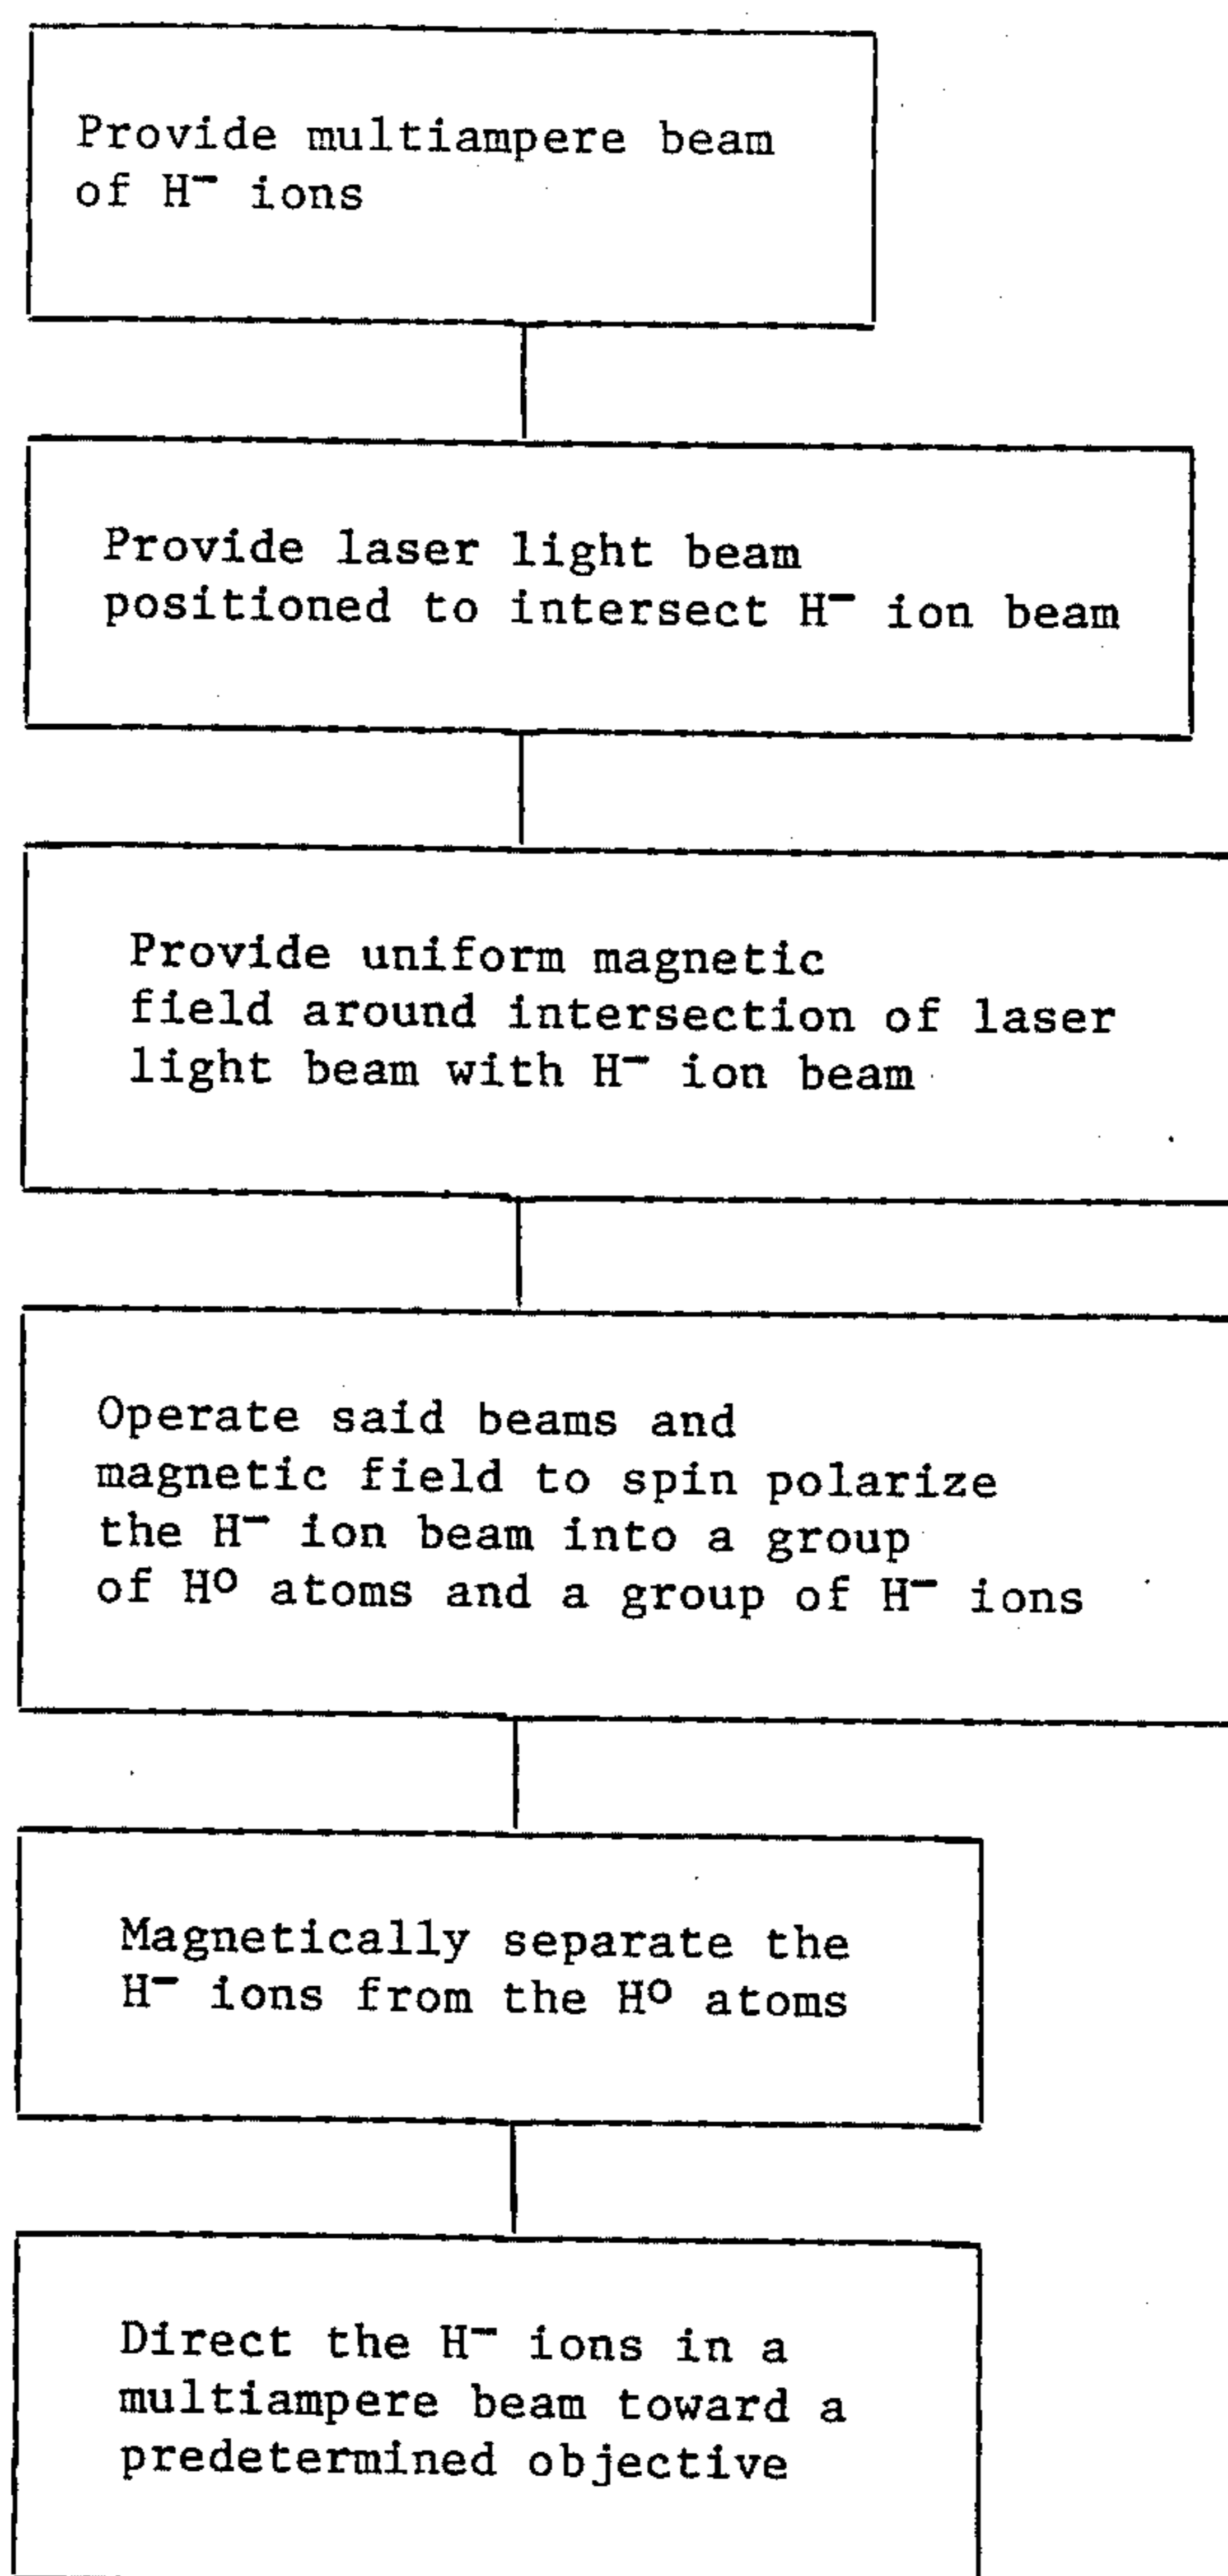 Provide multiampere beam
of H⁻ ions
Provide laser light beam
positioned to intersect H⁻ ion beam
Provide uniform magnetic
field around intersection of laser
light beam with H⁻ ion beam
Operate said beams and
magnetic field to spin polarize
the H⁻ ion beam into a group
of H⁰ atoms and a group of H⁻ ions
Magnetically separate the
H⁻ ions from the H⁰ atoms
Direct the H⁻ ions in a
multiampere beam toward a
predetermined objective